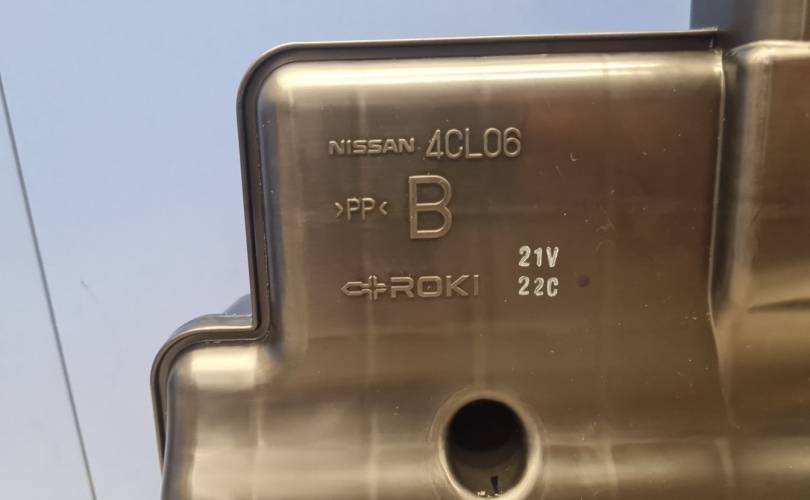 NISSAN 4CL06
>PP< B
ROKI
21V
22C